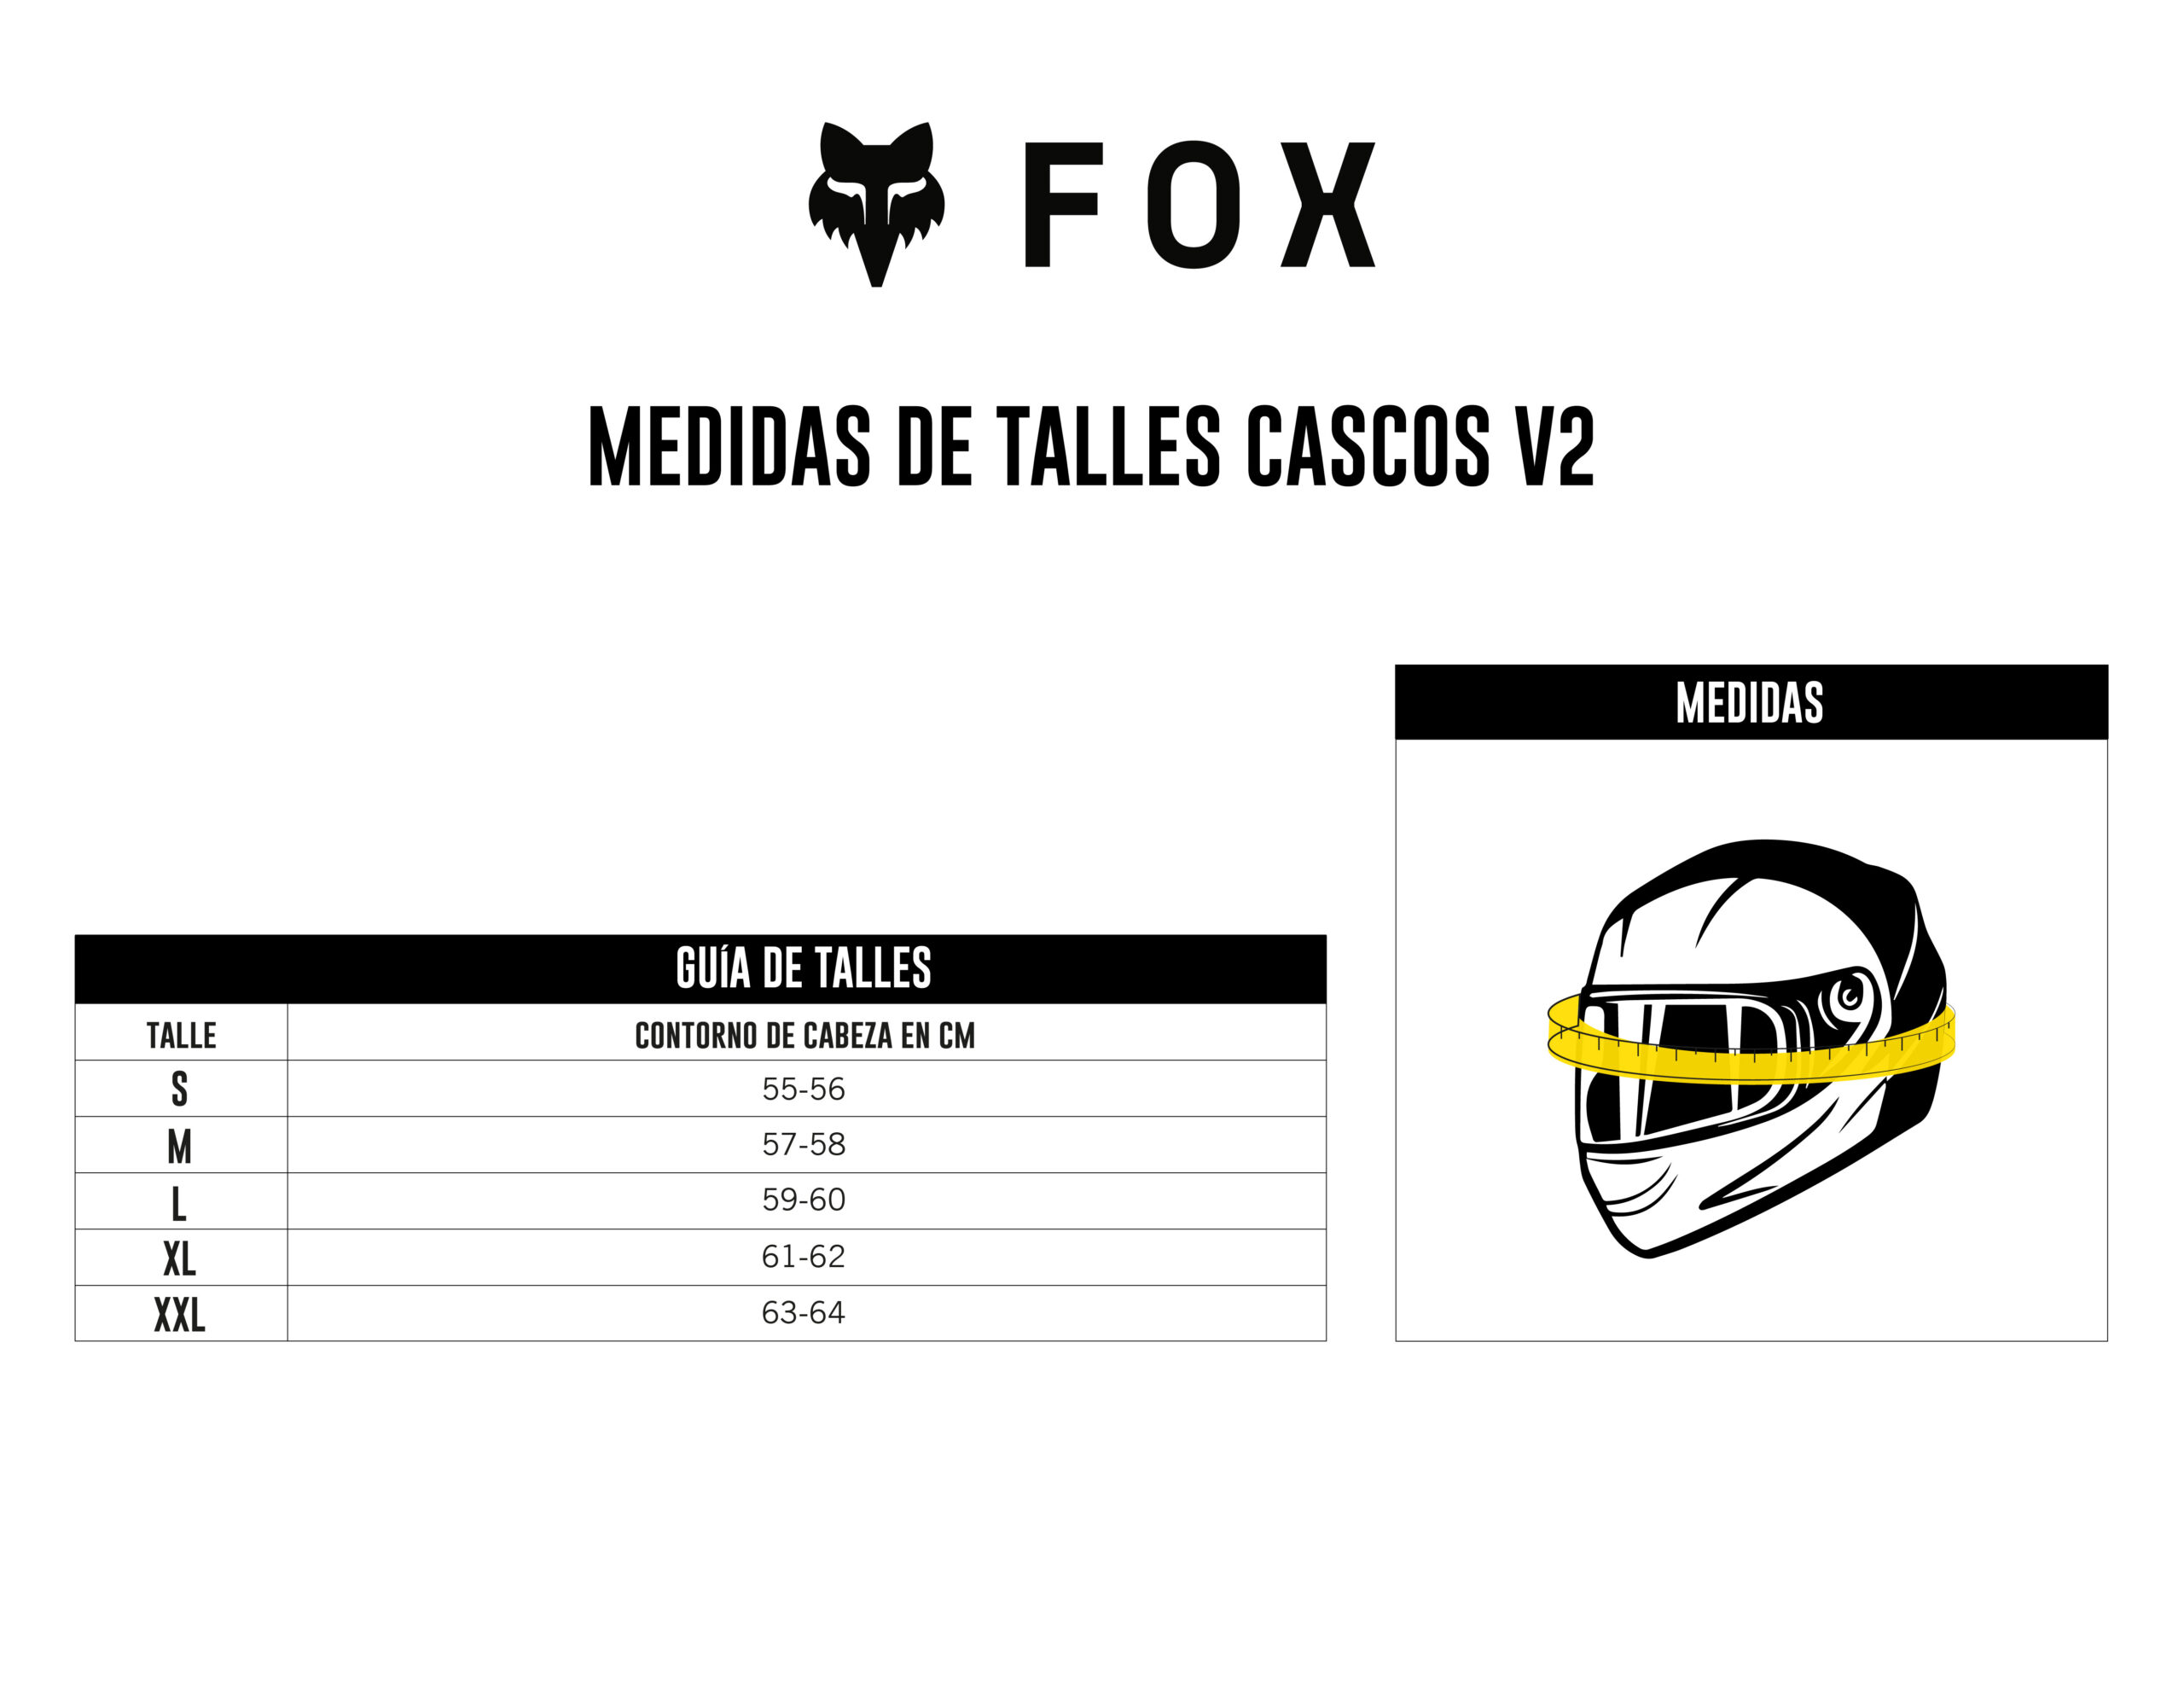 FOX
MEDIDAS DE TALLES CASCOS V2
MEDIDAS
GUÍA DE TALLES
TALLE CONTORNO DE CABEZA EN CM
S 55-56
M 57-58
L 59-60
XL 61-62
XXL 63-64